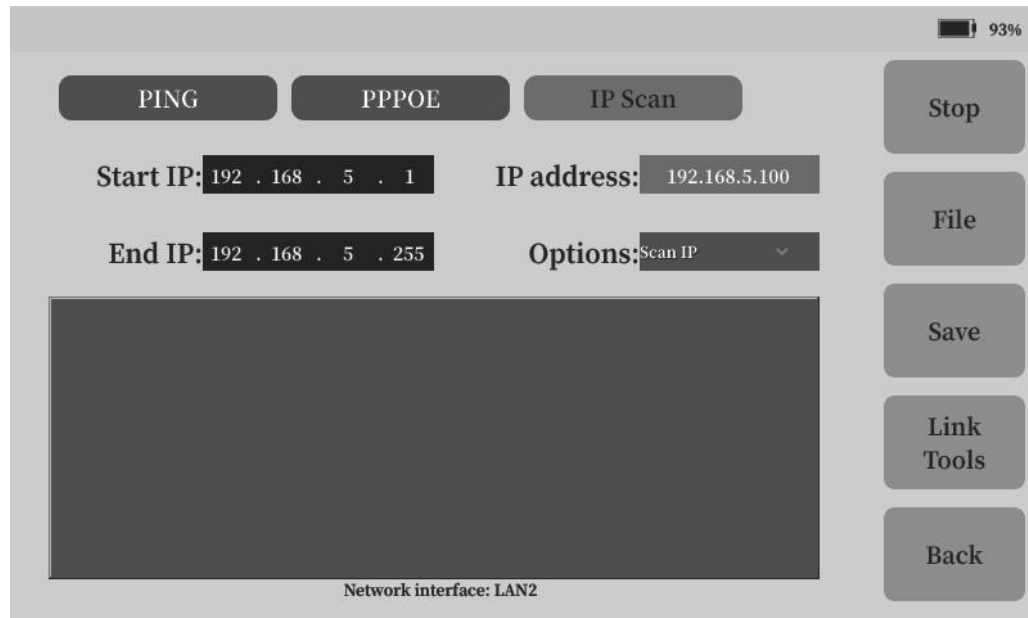 93%
PING PPPOE IP Scan
Stop
Start IP: 192 . 168 . 5 . 1 IP address: 192.168.5.100
File
End IP: 192 . 168 . 5 . 255 Options: Scan IP
Save
Link
Tools
Back
Network interface: LAN2